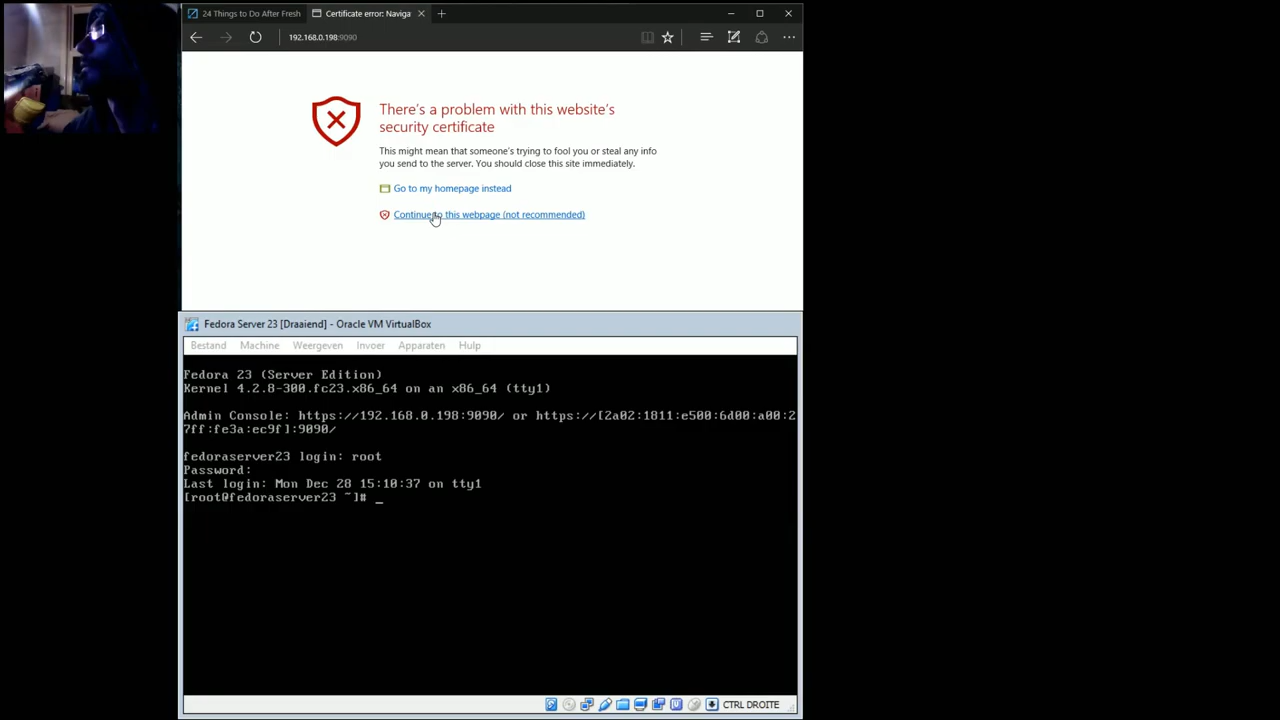 24 Things to Do After Fresh
Certificate error: Naviga
192.168.0.198:9090
There's a problem with this website's
security certificate
This might mean that someone's trying to fool you or steal any info
you send to the server. You should close this site immediately.
Go to my homepage instead
Continue to this webpage (not recommended)
Fedora Server 23 [Draaiend] - Oracle VM VirtualBox
Bestand Machine Weergeven Invoer Apparaten Hulp
Fedora 23 (Server Edition)
Kernel 4.2.8-300.fc23.x86_64 on an x86_64 (tty1)
Admin Console: https://192.168.0.198:9090/ or https://[2a02:1811:e500:6d00:a00:2
7ff:fe3a:ec9f]:9090/
fedoraserver23 login: root
Password:
Last login: Mon Dec 28 15:10:37 on tty1
[root@fedoraserver23 ~]# _
CTRL DROITE